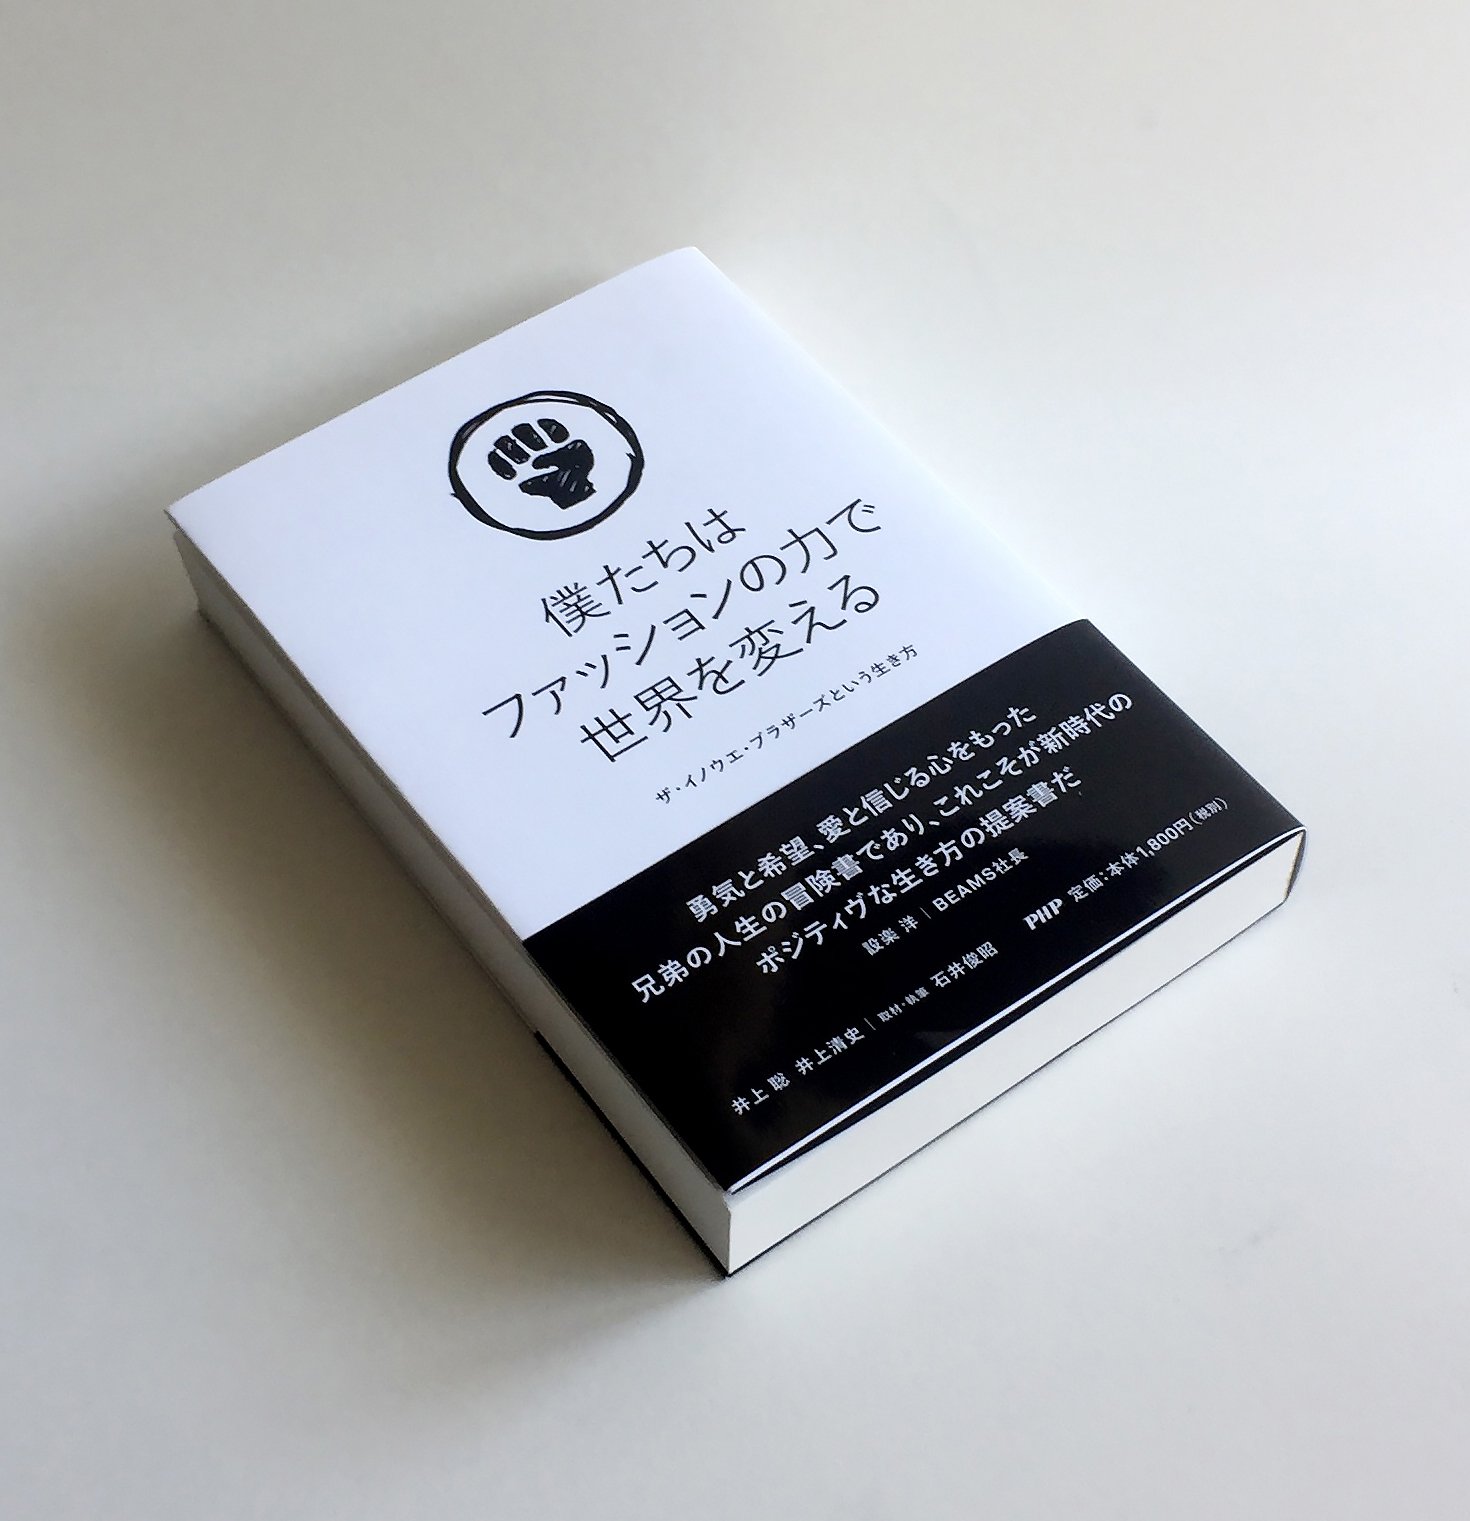 僕たちは
ファッションの力で
世界を変える
ザ・イノウエ・ブラザーズという生き方
勇気と希望、愛と信じる心をもった
兄弟の人生の冒険書であり、これこそが新時代の
ポジティヴな生き方の提案書だ
設楽 洋｜BEAMS社長
井上 聡 井上清史｜取材・執筆 石井俊昭
PHP 定価：本体1,800円（税別）